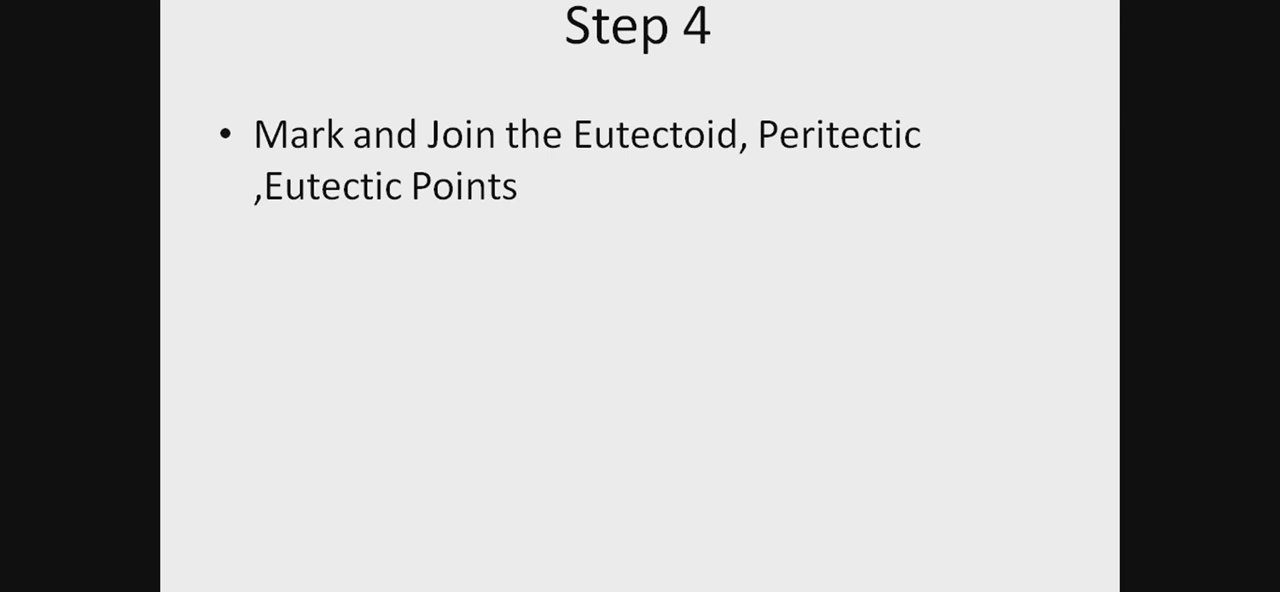 Step 4
• Mark and Join the Eutectoid, Peritectic
,Eutectic Points